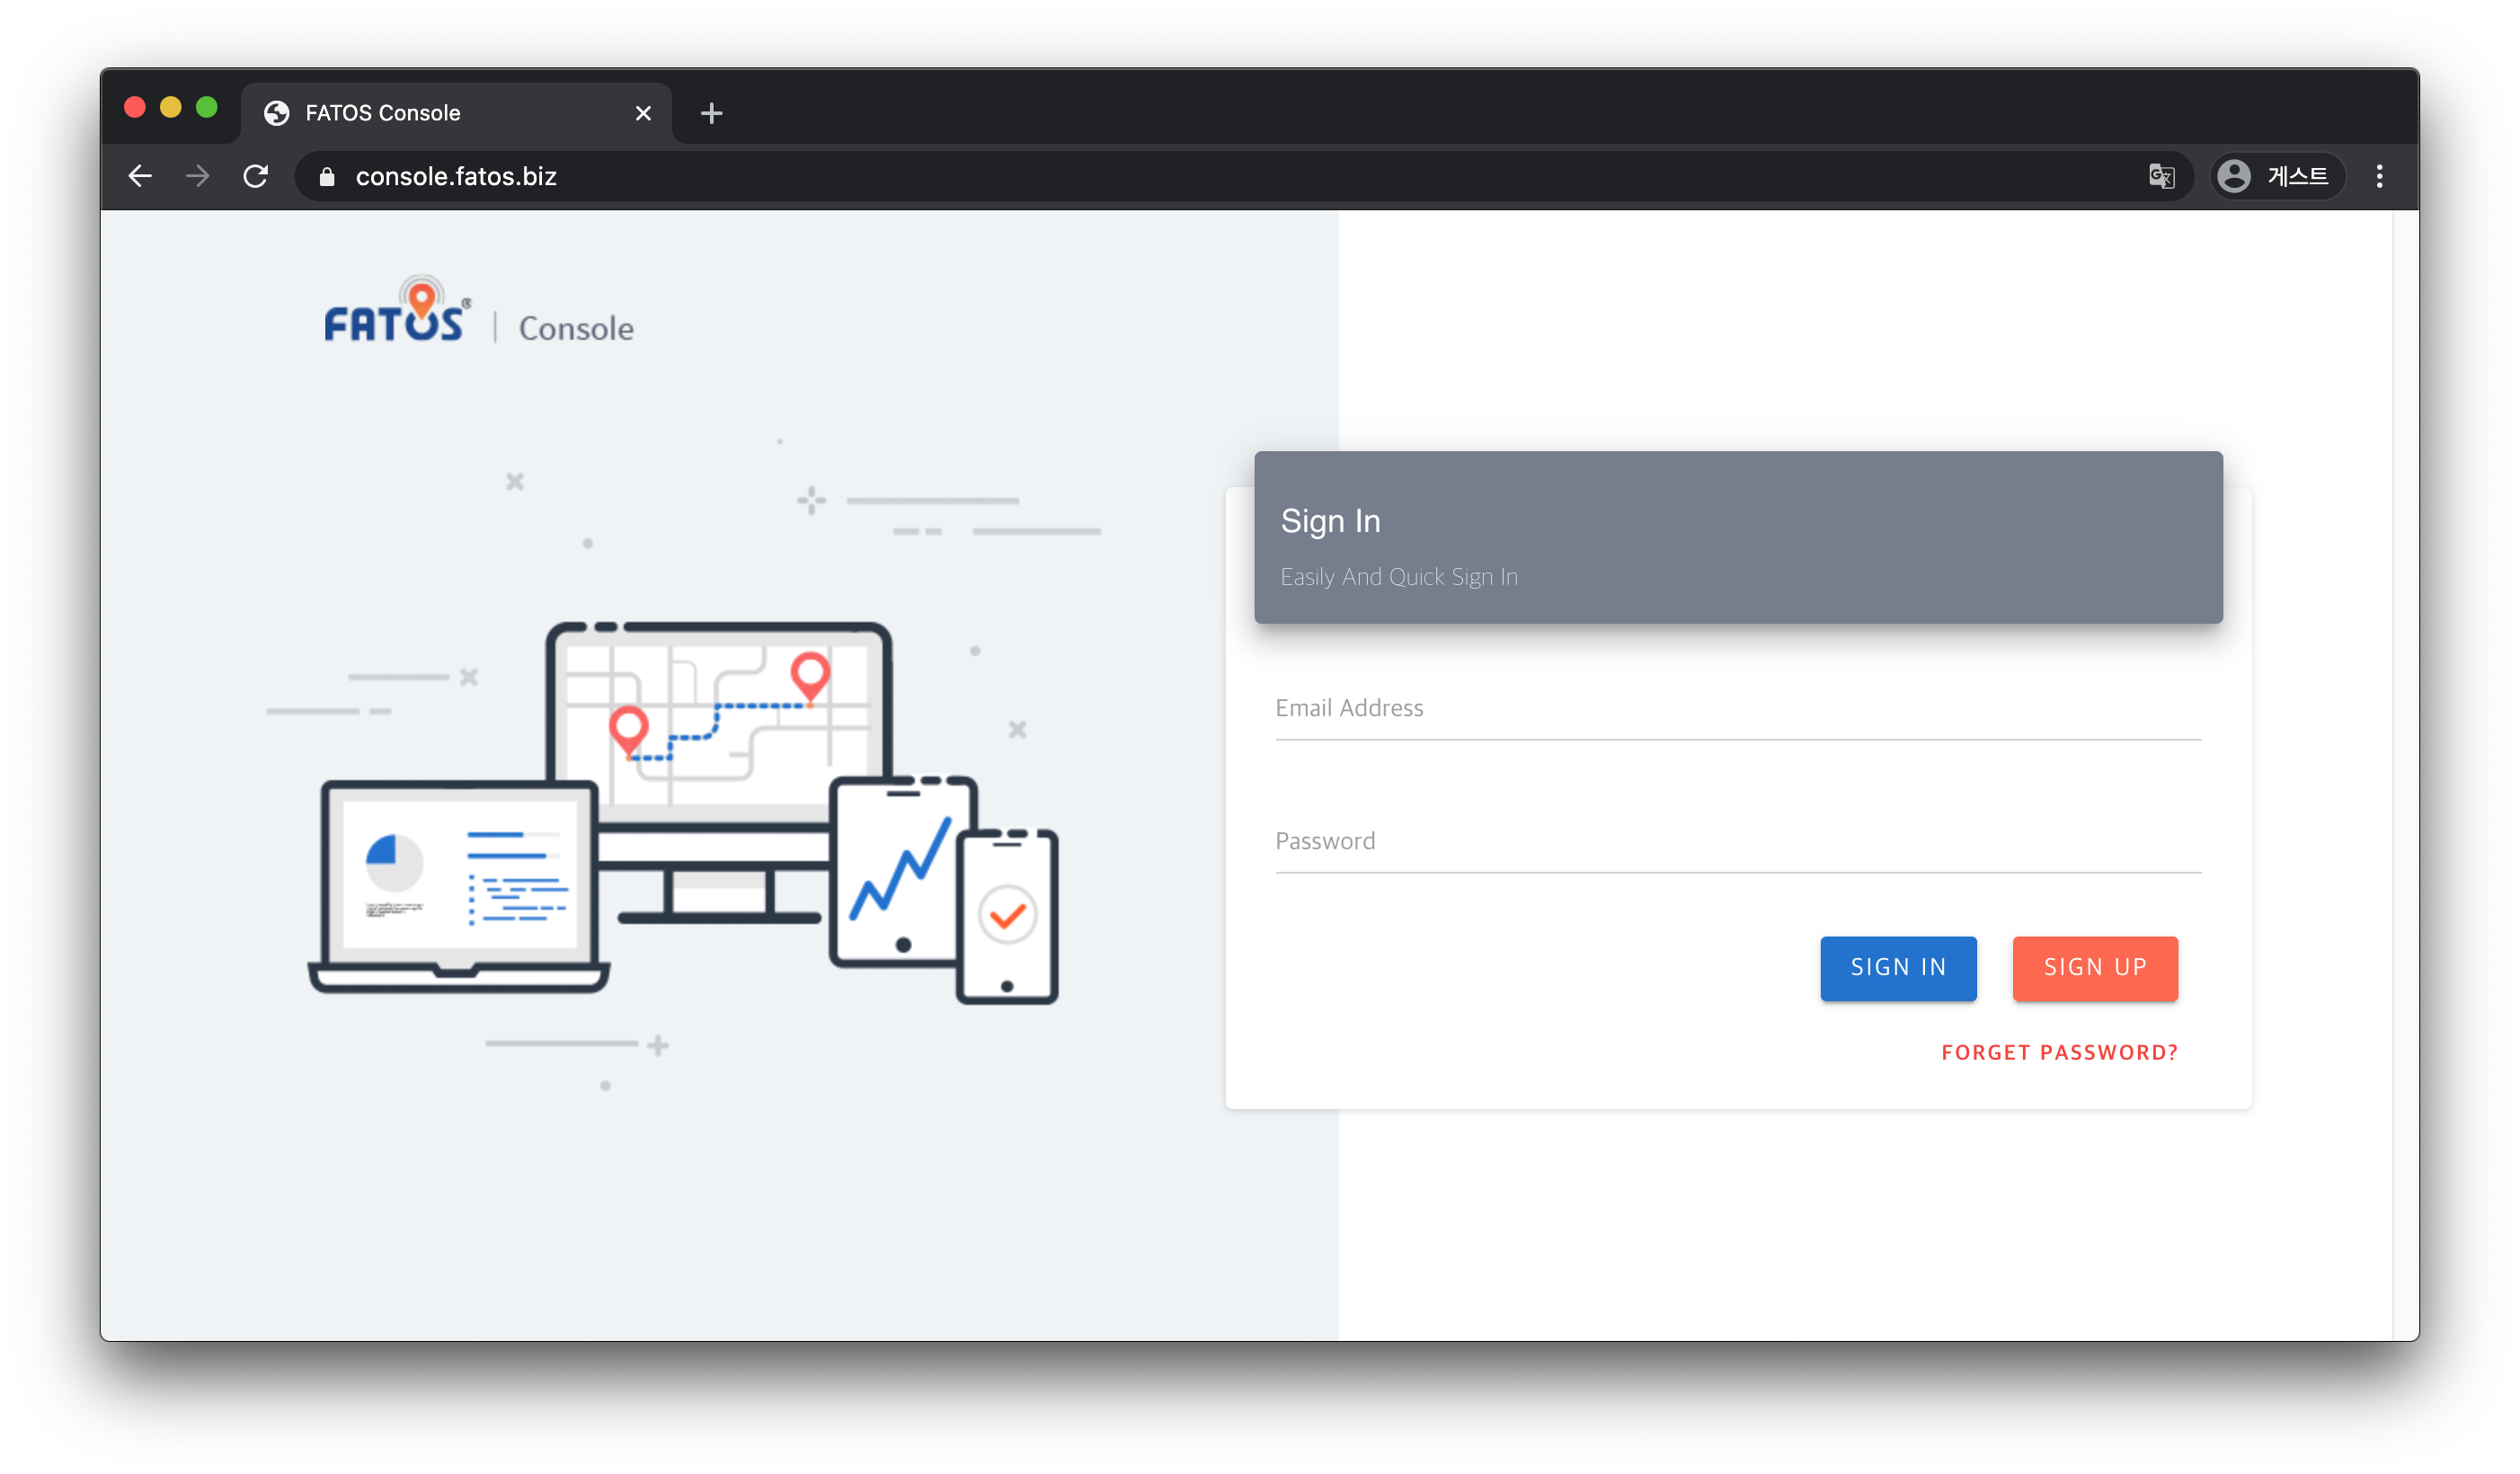 FATOS Console
console.fatos.biz
게스트
FATOS® | Console
Sign In
Easily And Quick Sign In
Email Address
Password
SIGN IN
SIGN UP
FORGET PASSWORD?